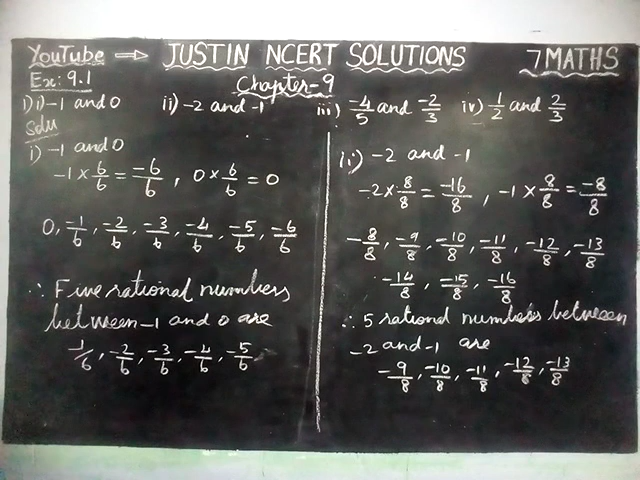 YouTube → JUSTIN NCERT SOLUTIONS 7 MATHS
Ex: 9.1 Chapter-9
1) i) -1 and 0 ii) -2 and -1 iii) -4/5 and -2/3 iv) 1/2 and 2/3
Soln
i) -1 and 0
-1 × 6/6 = -6/6 , 0 × 6/6 = 0
0, -1/6, -2/6, -3/6, -4/6, -5/6, -6/6
∴ Five rational numbers
between -1 and 0 are
-1/6, -2/6, -3/6, -4/6, -5/6
ii) -2 and -1
-2 × 8/8 = -16/8 , -1 × 8/8 = -8/8
-8/8, -9/8, -10/8, -11/8, -12/8, -13/8
-14/8, -15/8, -16/8
∴ 5 rational numbers between
-2 and -1 are
-9/8, -10/8, -11/8, -12/8, -13/8